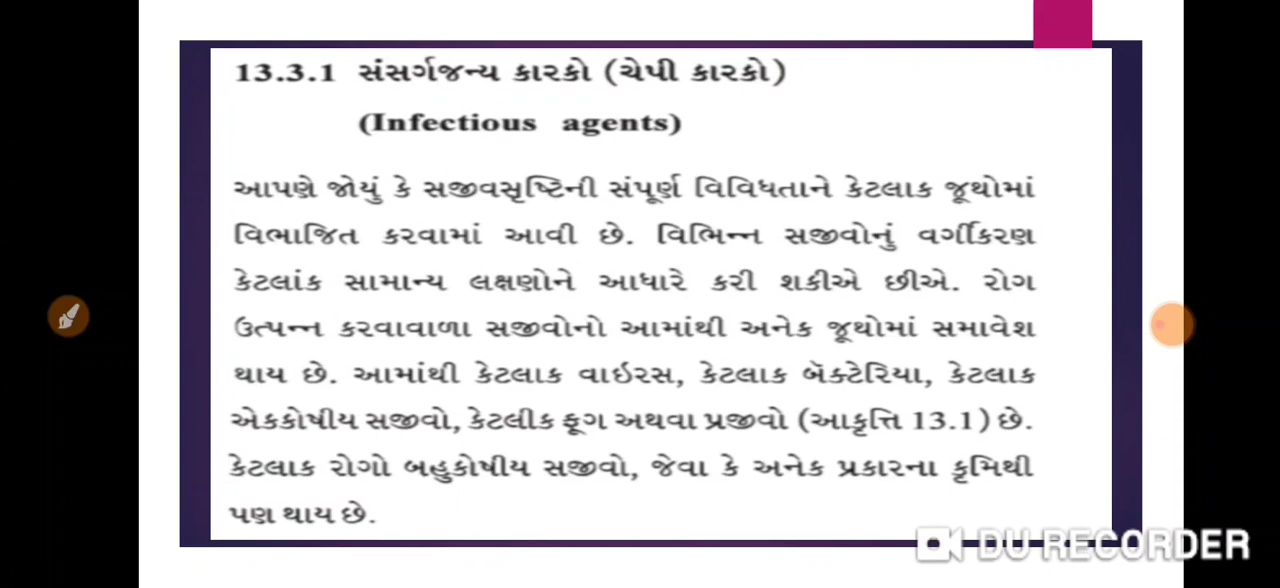 13.3.1 સંસર્ગજન્ય કારકો (ચેપી કારકો)
(Infectious agents)
આપણે જોયું કે સજીવસૃષ્ટિની સંપૂર્ણ વિવિધતાને કેટલાક જૂથોમાં
વિભાજિત કરવામાં આવી છે. વિભિન્ન સજીવોનું વર્ગીકરણ
કેટલાંક સામાન્ય લક્ષણોને આધારે કરી શકીએ છીએ. રોગ
ઉત્પન્ન કરવાવાળા સજીવોનો આમાંથી અનેક જૂથોમાં સમાવેશ
થાય છે. આમાંથી કેટલાક વાઇરસ, કેટલાક બૅક્ટેરિયા, કેટલાક
એકકોષીય સજીવો, કેટલીક ફૂગ અથવા પ્રજીવો (આકૃત્તિ 13.1) છે.
કેટલાક રોગો બહુકોષીય સજીવો, જેવા કે અનેક પ્રકારના કૃમિથી
પણ થાય છે.
DU RECORDER